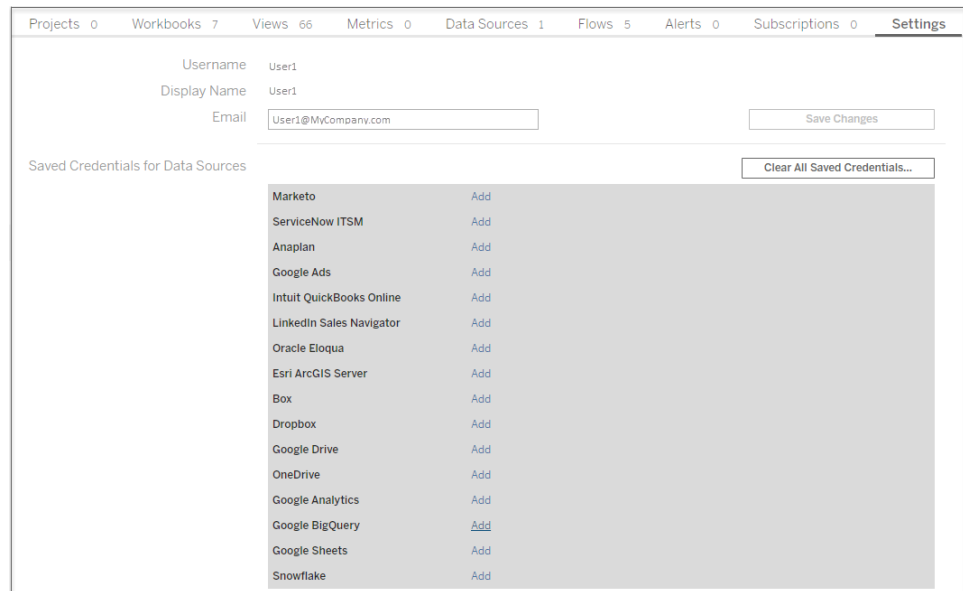 Projects 0 Workbooks 7 Views 66 Metrics 0 Data Sources 1 Flows 5 Alerts 0 Subscriptions 0 Settings
Username User1
Display Name User1
Email User1@MyCompany.com Save Changes
Saved Credentials for Data Sources Clear All Saved Credentials...
Marketo Add
ServiceNow ITSM Add
Anaplan Add
Google Ads Add
Intuit QuickBooks Online Add
LinkedIn Sales Navigator Add
Oracle Eloqua Add
Esri ArcGIS Server Add
Box Add
Dropbox Add
Google Drive Add
OneDrive Add
Google Analytics Add
Google BigQuery Add
Google Sheets Add
Snowflake Add